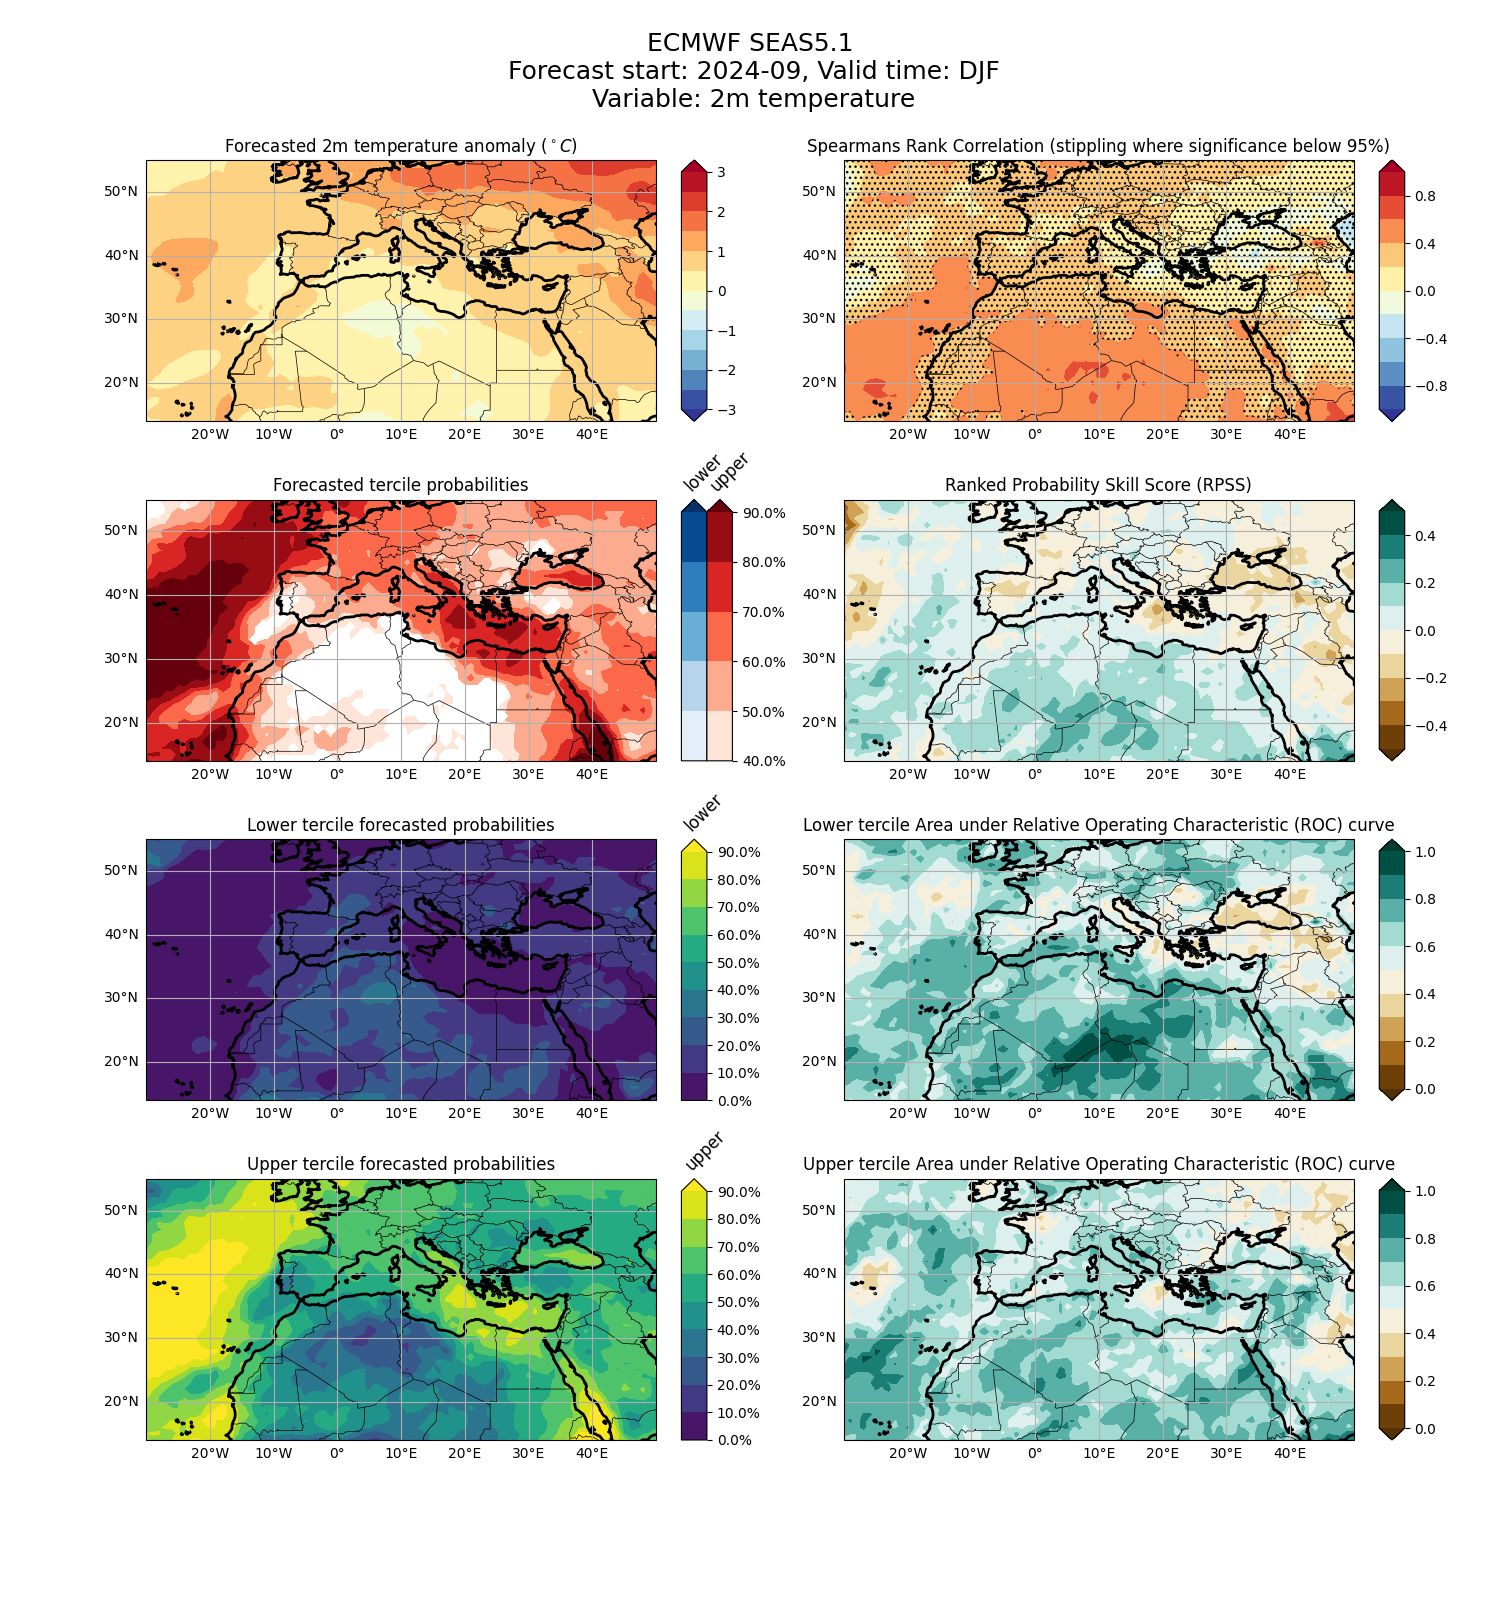 ECMWF SEAS5.1
Forecast start: 2024-09, Valid time: DJF
Variable: 2m temperature
Forecasted 2m temperature anomaly (°C)
50°N
40°N
30°N
20°N
20°W 10°W 0° 10°E 20°E 30°E 40°E
3
2
1
0
−1
−2
−3
Spearmans Rank Correlation (stippling where significance below 95%)
50°N
40°N
30°N
20°N
20°W 10°W 0° 10°E 20°E 30°E 40°E
0.8
0.4
0.0
−0.4
−0.8
Forecasted tercile probabilities
50°N
40°N
30°N
20°N
20°W 10°W 0° 10°E 20°E 30°E 40°E
lower
upper
90.0%
80.0%
70.0%
60.0%
50.0%
40.0%
Ranked Probability Skill Score (RPSS)
50°N
40°N
30°N
20°N
20°W 10°W 0° 10°E 20°E 30°E 40°E
0.4
0.2
0.0
−0.2
−0.4
Lower tercile forecasted probabilities
50°N
40°N
30°N
20°N
20°W 10°W 0° 10°E 20°E 30°E 40°E
lower
90.0%
80.0%
70.0%
60.0%
50.0%
40.0%
30.0%
20.0%
10.0%
0.0%
Lower tercile Area under Relative Operating Characteristic (ROC) curve
50°N
40°N
30°N
20°N
20°W 10°W 0° 10°E 20°E 30°E 40°E
1.0
0.8
0.6
0.4
0.2
0.0
Upper tercile forecasted probabilities
50°N
40°N
30°N
20°N
20°W 10°W 0° 10°E 20°E 30°E 40°E
upper
90.0%
80.0%
70.0%
60.0%
50.0%
40.0%
30.0%
20.0%
10.0%
0.0%
Upper tercile Area under Relative Operating Characteristic (ROC) curve
50°N
40°N
30°N
20°N
20°W 10°W 0° 10°E 20°E 30°E 40°E
1.0
0.8
0.6
0.4
0.2
0.0